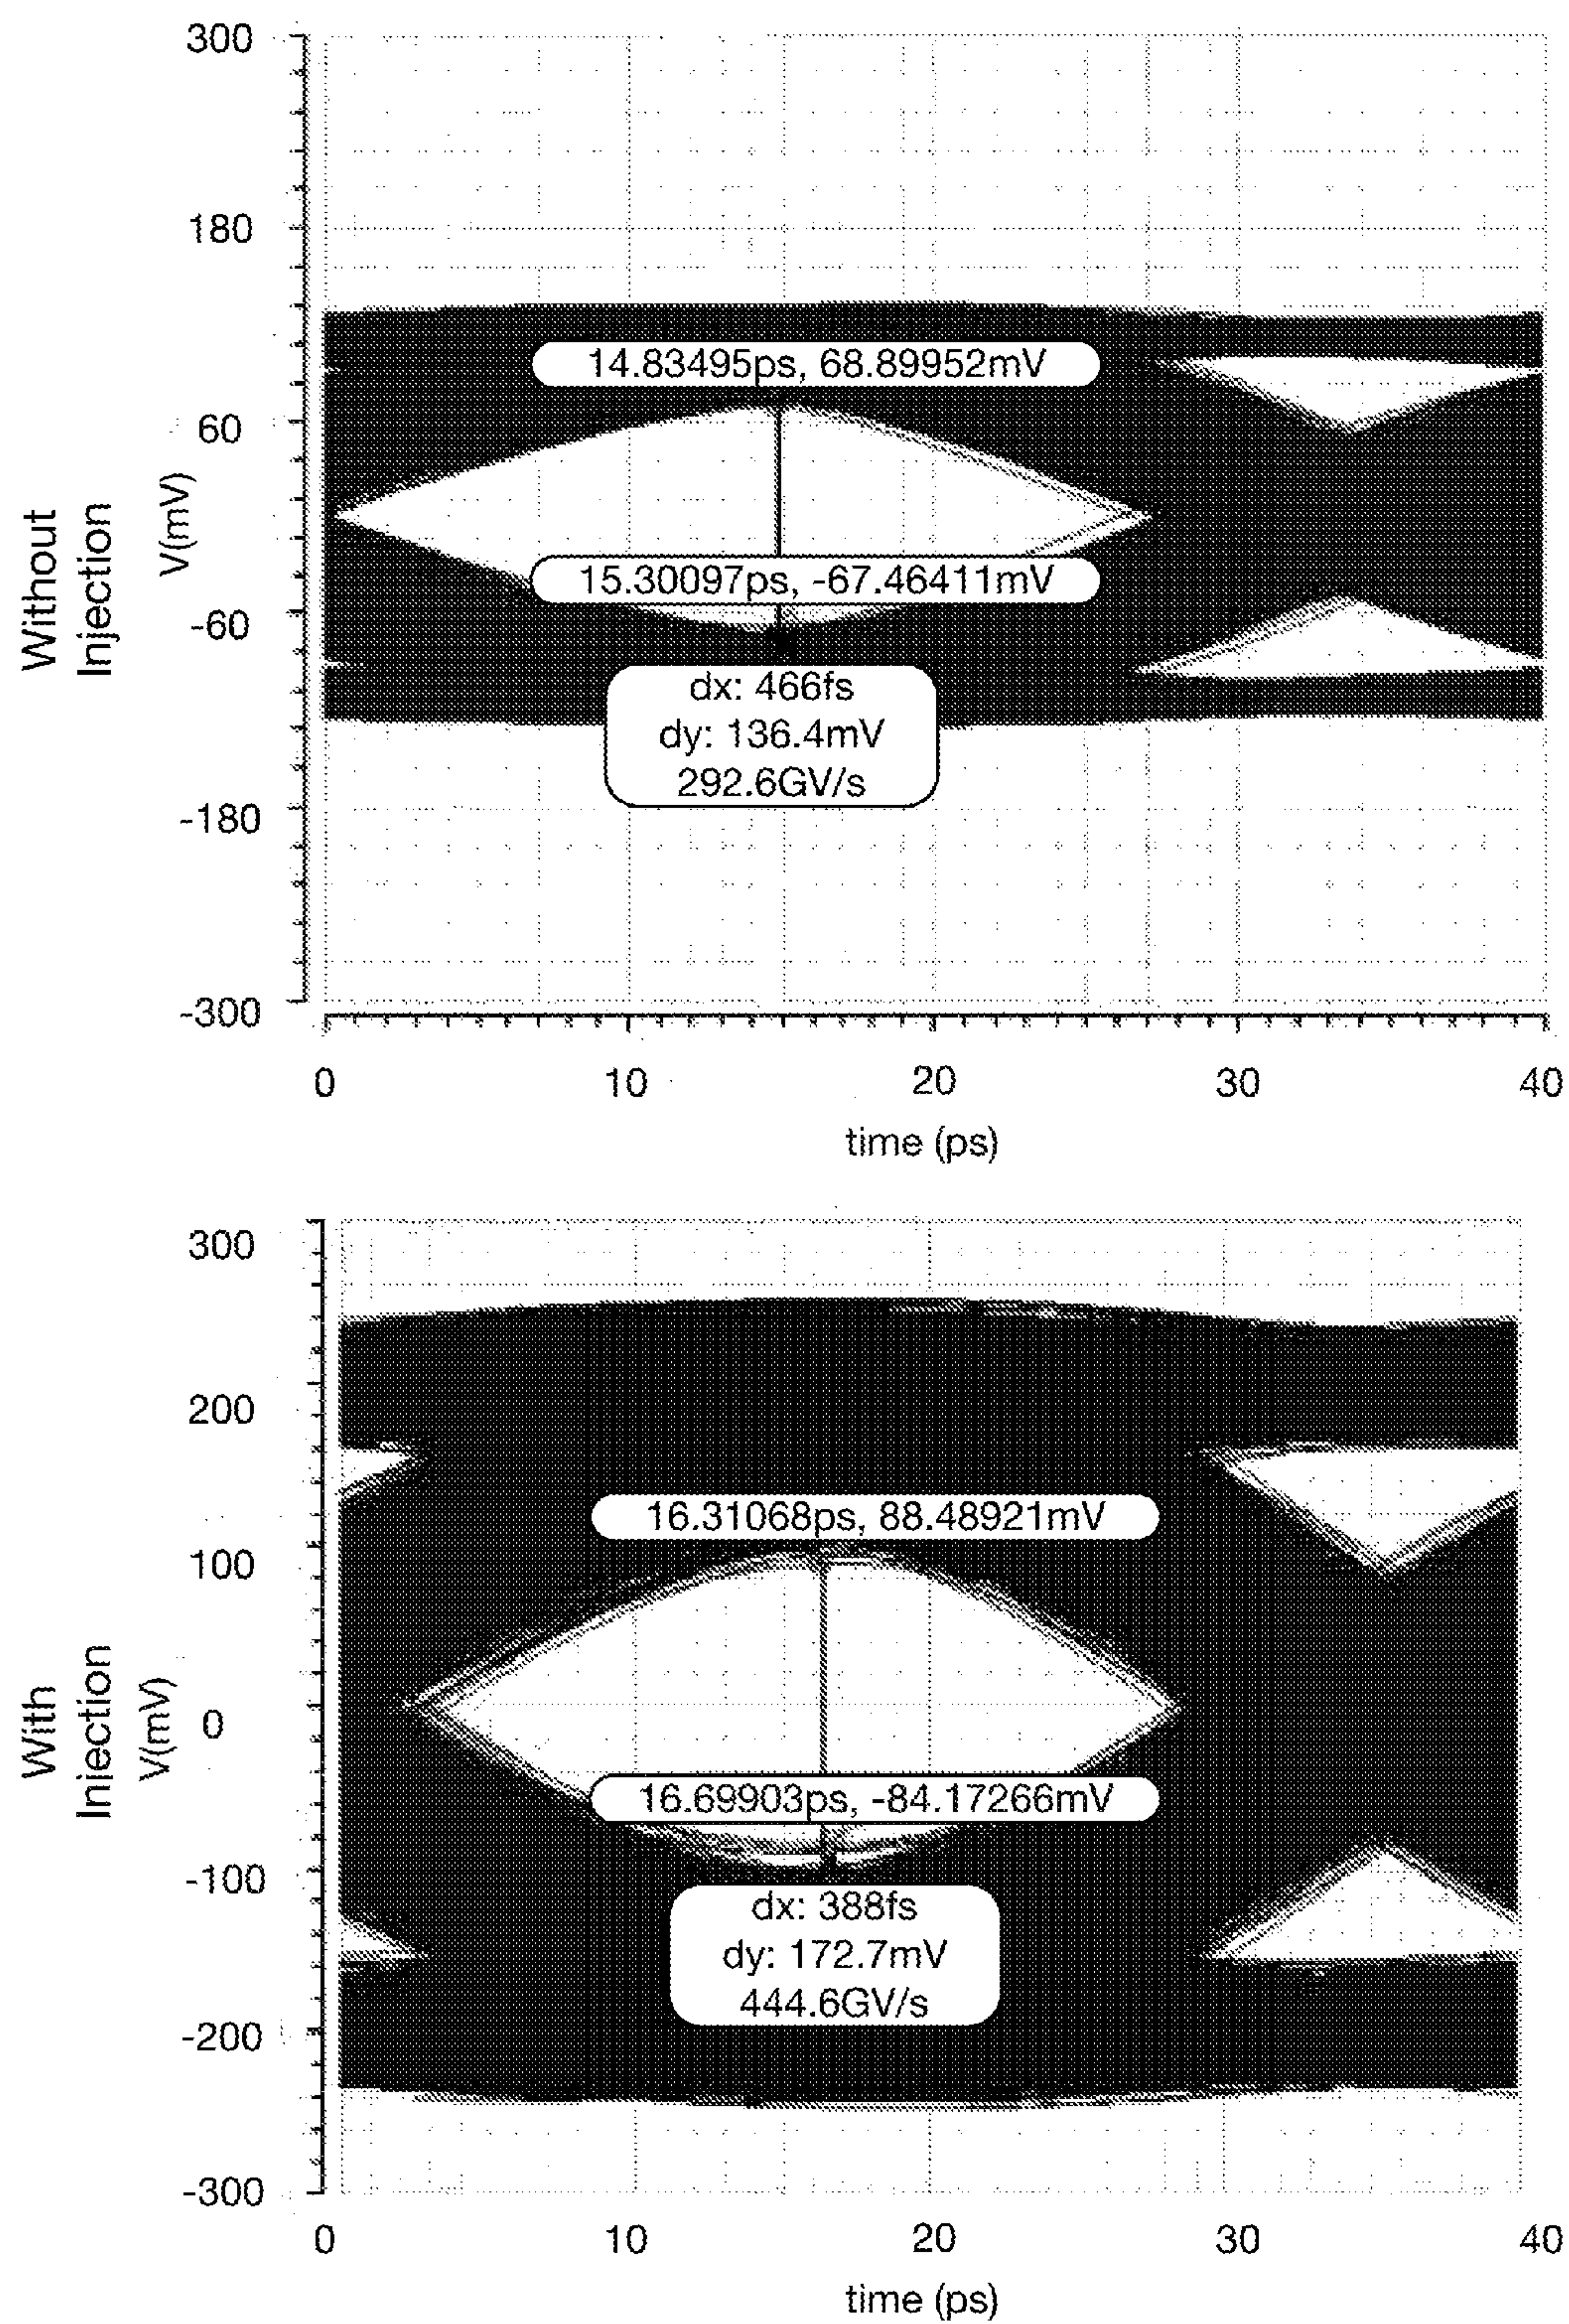 300
180
60
-60
-180
-300
Without
Injection
V(mV)
14.83495ps, 68.89952mV
15.30097ps, -67.46411mV
dx: 466fs
dy: 136.4mV
292.6GV/s
0
10
20
30
40
time (ps)
300
200
100
0
-100
-200
-300
With
Injection
V(mV)
16.31068ps, 88.48921mV
16.69903ps, -84.17266mV
dx: 388fs
dy: 172.7mV
444.6GV/s
0
10
20
30
40
time (ps)